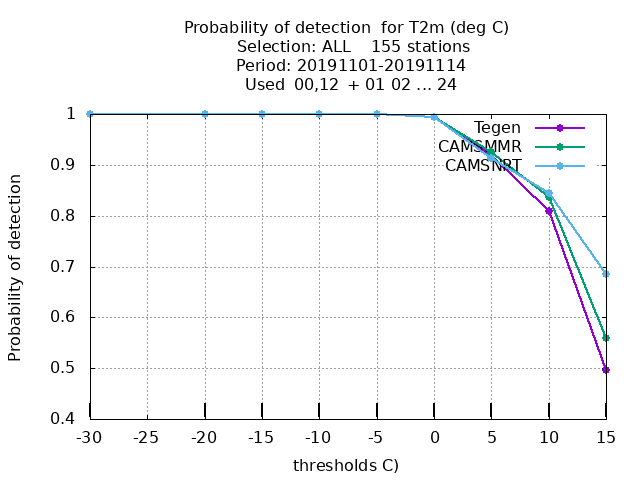 Probability of detection  for T2m (deg C)
Selection: ALL    155 stations
Period: 20191101-20191114
Used  00,12  + 01 02 ... 24
Probability of detection
1
0.9
0.8
0.7
0.6
0.5
0.4
Tegen
CAMSMMR
CAMSNRT
-30 -25 -20 -15 -10 -5 0 5 10 15
thresholds C)